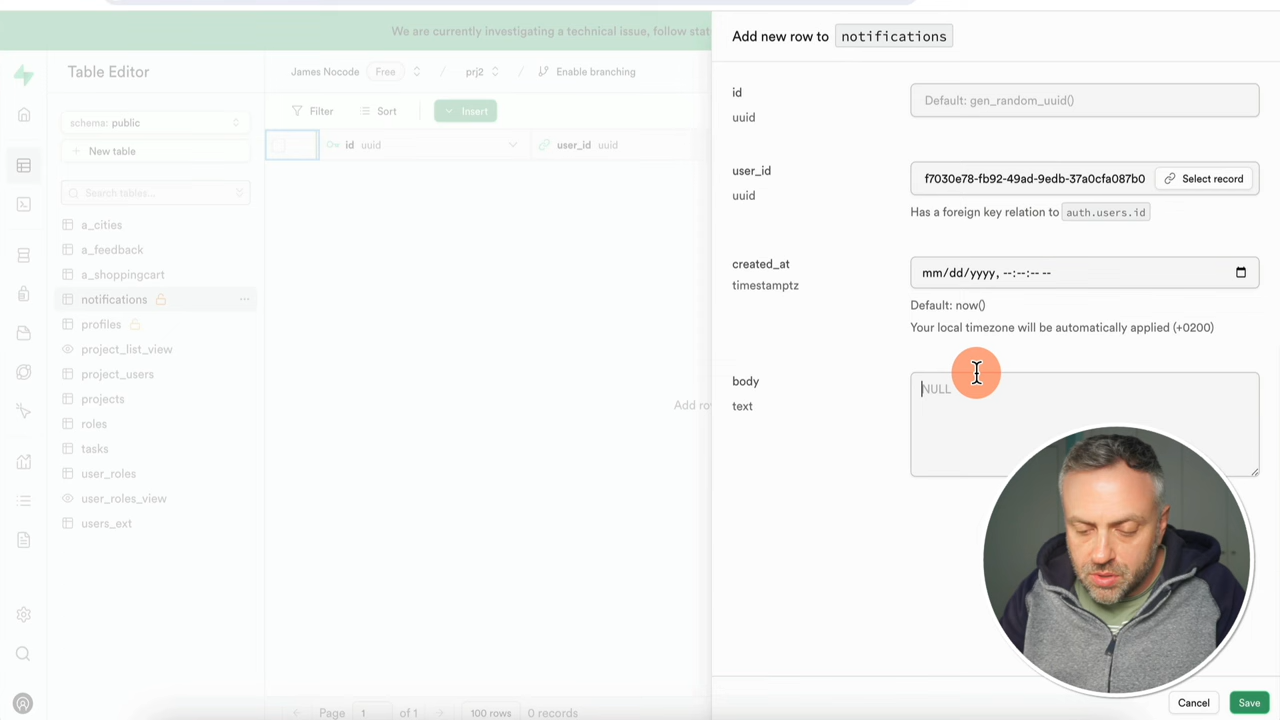 We are currently investigating a technical issue, follow stat
Table Editor
James Nocode Free / prj2 / Enable branching
schema: public
New table
Search tables...
a_cities
a_feedback
a_shoppingcart
notifications
profiles
project_list_view
project_users
projects
roles
tasks
user_roles
user_roles_view
users_ext
Filter Sort Insert
id uuid user_id uuid
Add ro
Page 1 of 1 100 rows 0 records
Add new row to notifications
id
uuid
Default: gen_random_uuid()
user_id
uuid
f7030e78-fb92-49ad-9edb-37a0cfa087b0 Select record
Has a foreign key relation to auth.users.id
created_at
timestamptz
mm/dd/yyyy, --:--:-- --
Default: now()
Your local timezone will be automatically applied (+0200)
body
text
NULL
Cancel Save